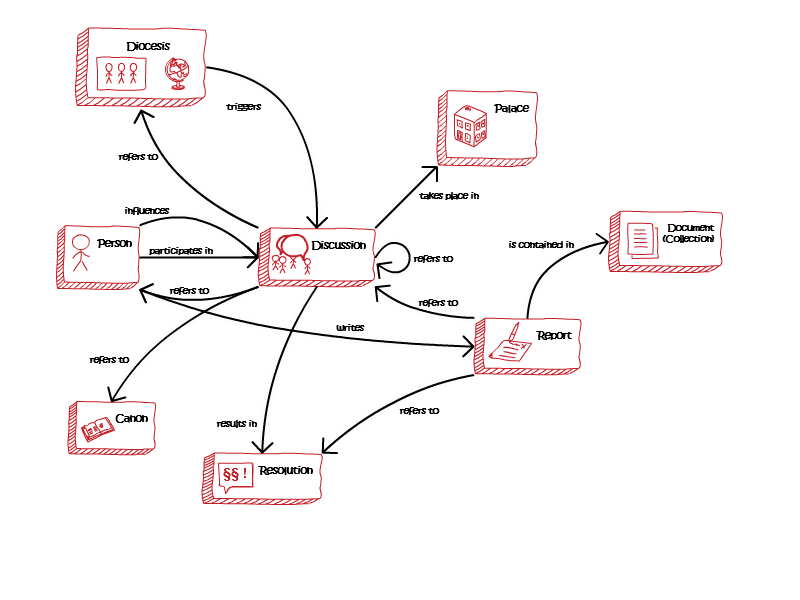 Diocesis
triggers
Palace
refers to
takes place in
influences
Person
participates in
Discussion
refers to
Document
(Collection)
is contained in
refers to
refers to
writes
Report
refers to
Canon
refers to
results in
§§ !
Resolution